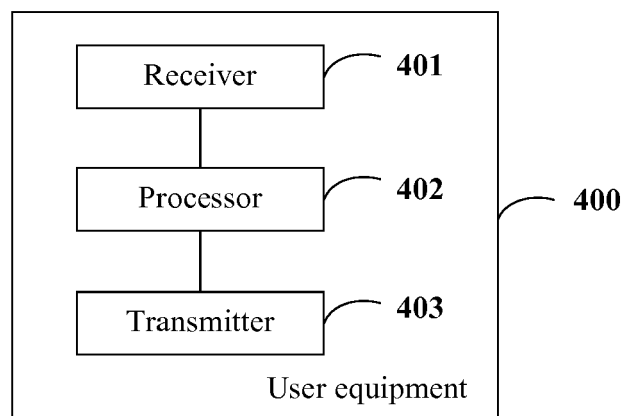 Receiver 401
Processor 402
400
Transmitter 403
User equipment